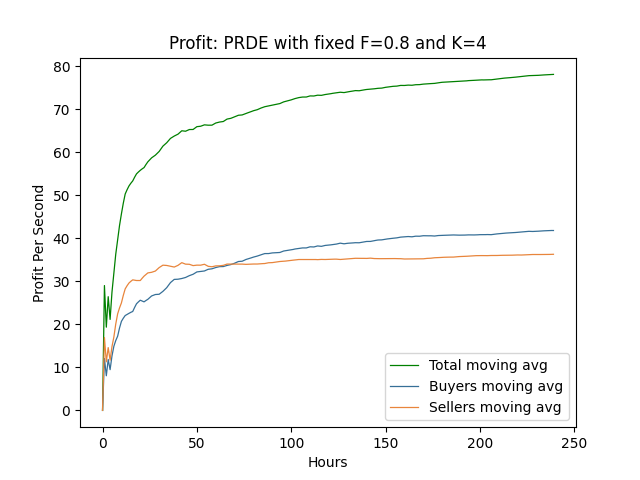 Profit: PRDE with fixed F=0.8 and K=4
80
70
60
50
40
30
20
10
0
Profit Per Second
0 50 100 150 200 250
Hours
Total moving avg
Buyers moving avg
Sellers moving avg